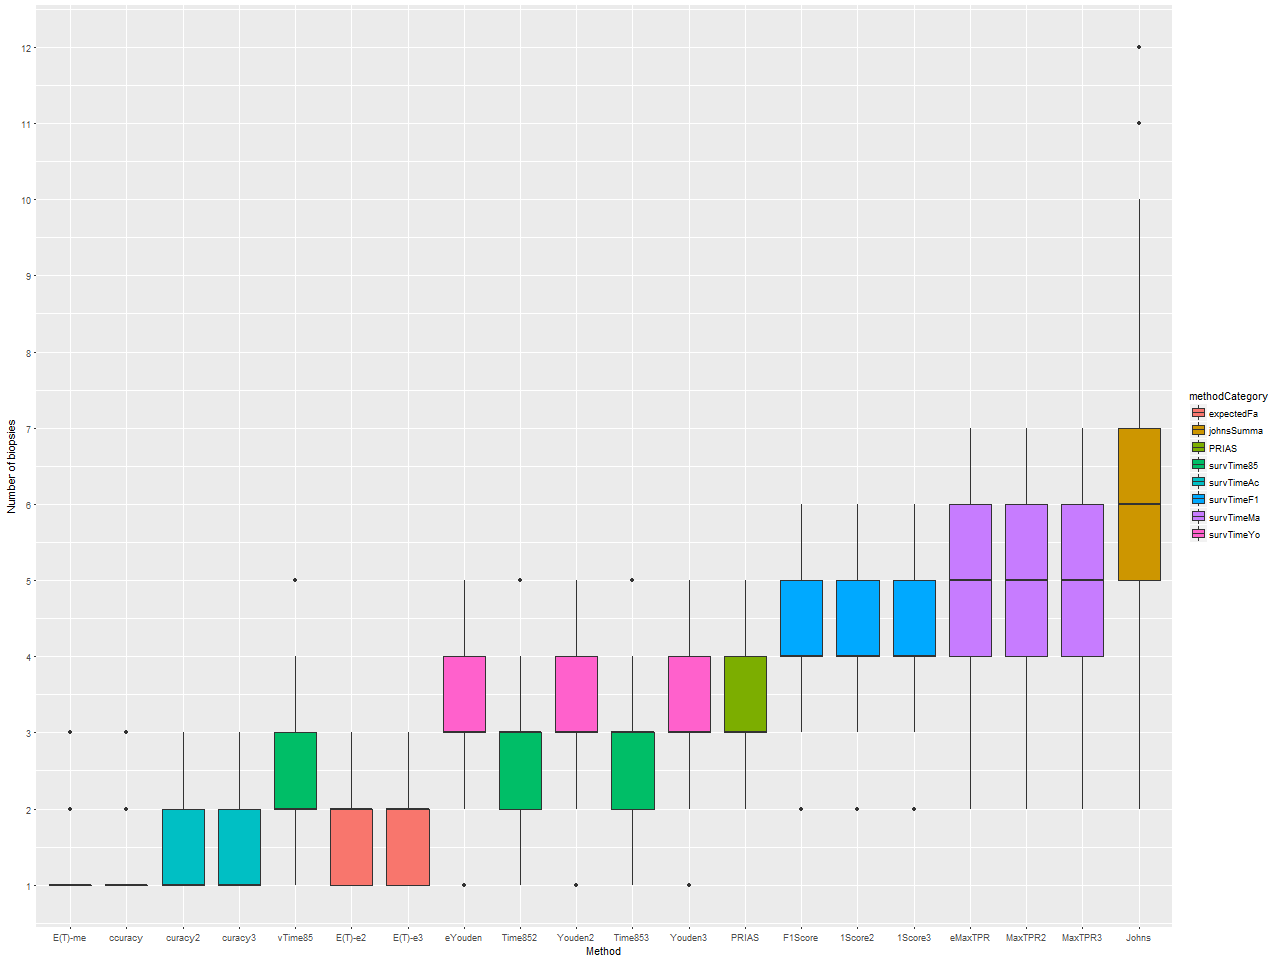 12
11
10
9
8
7
6
5
4
3
2
1
Number of biopsies
E(T)-me ccuracy curacy2 curacy3 vTime85 E(T)-e2 E(T)-e3 eYouden Time852 Youden2 Time853 Youden3 PRIAS F1Score 1Score2 1Score3 eMaxTPR MaxTPR2 MaxTPR3 Johns
Method
methodCategory
expectedFa
johnsSumma
PRIAS
survTime85
survTimeAc
survTimeF1
survTimeMa
survTimeYo